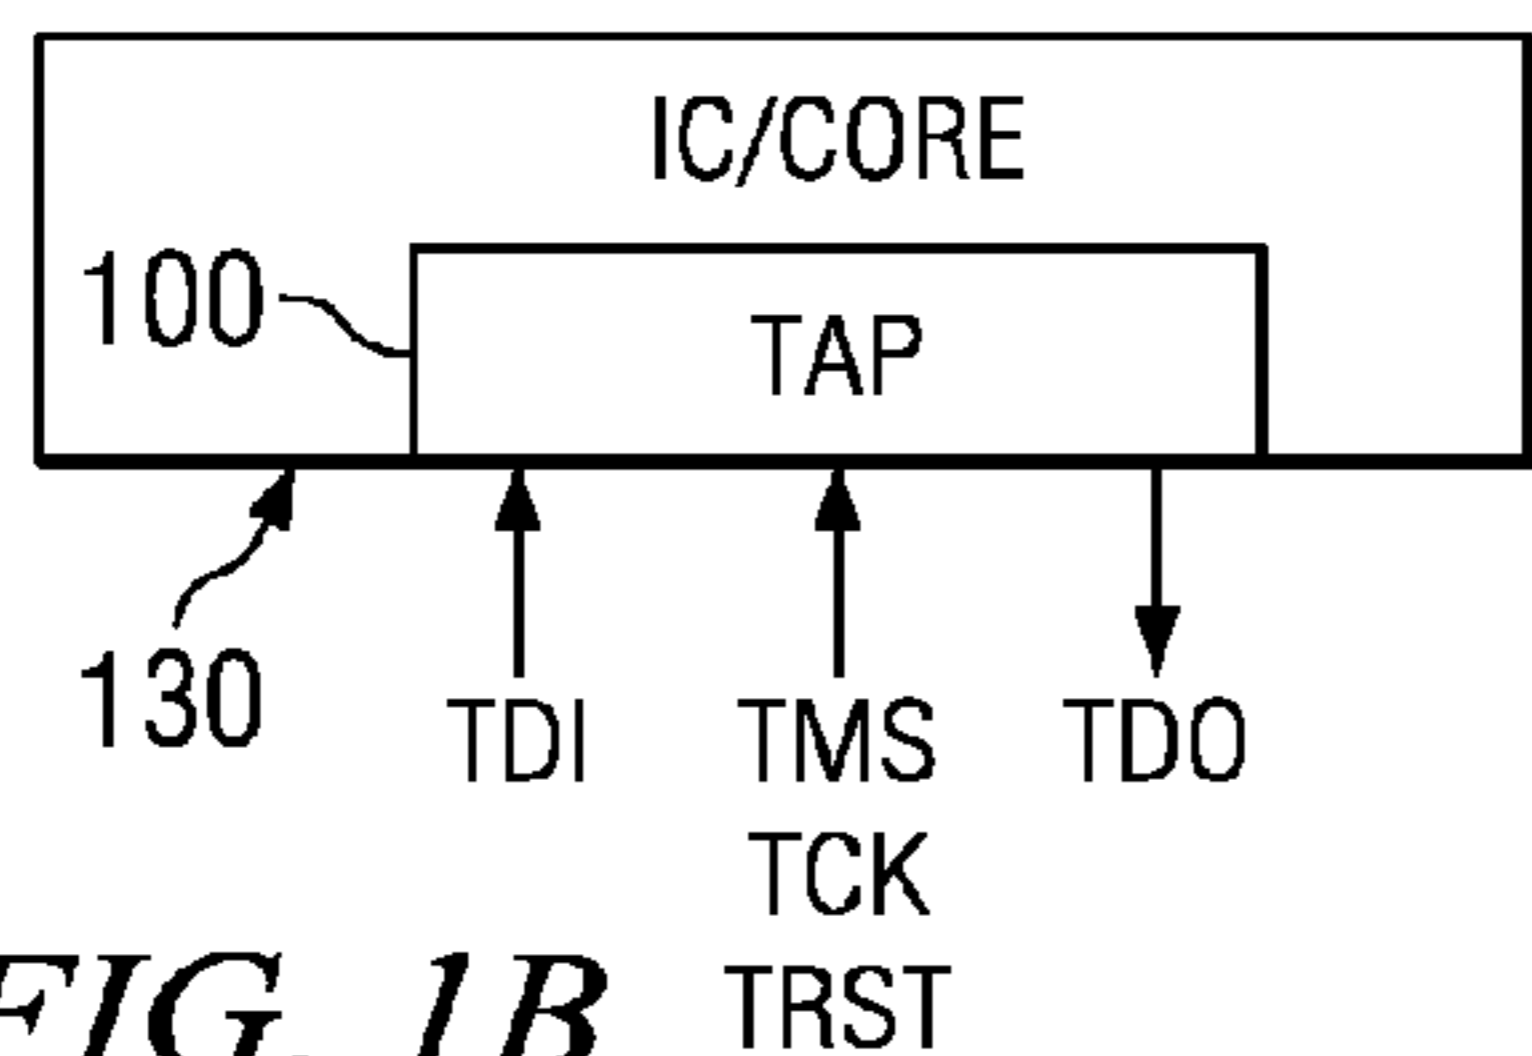 IC/CORE
100
TAP
130
TDI TMS TDO
TCK
TRST
FIG. 1B